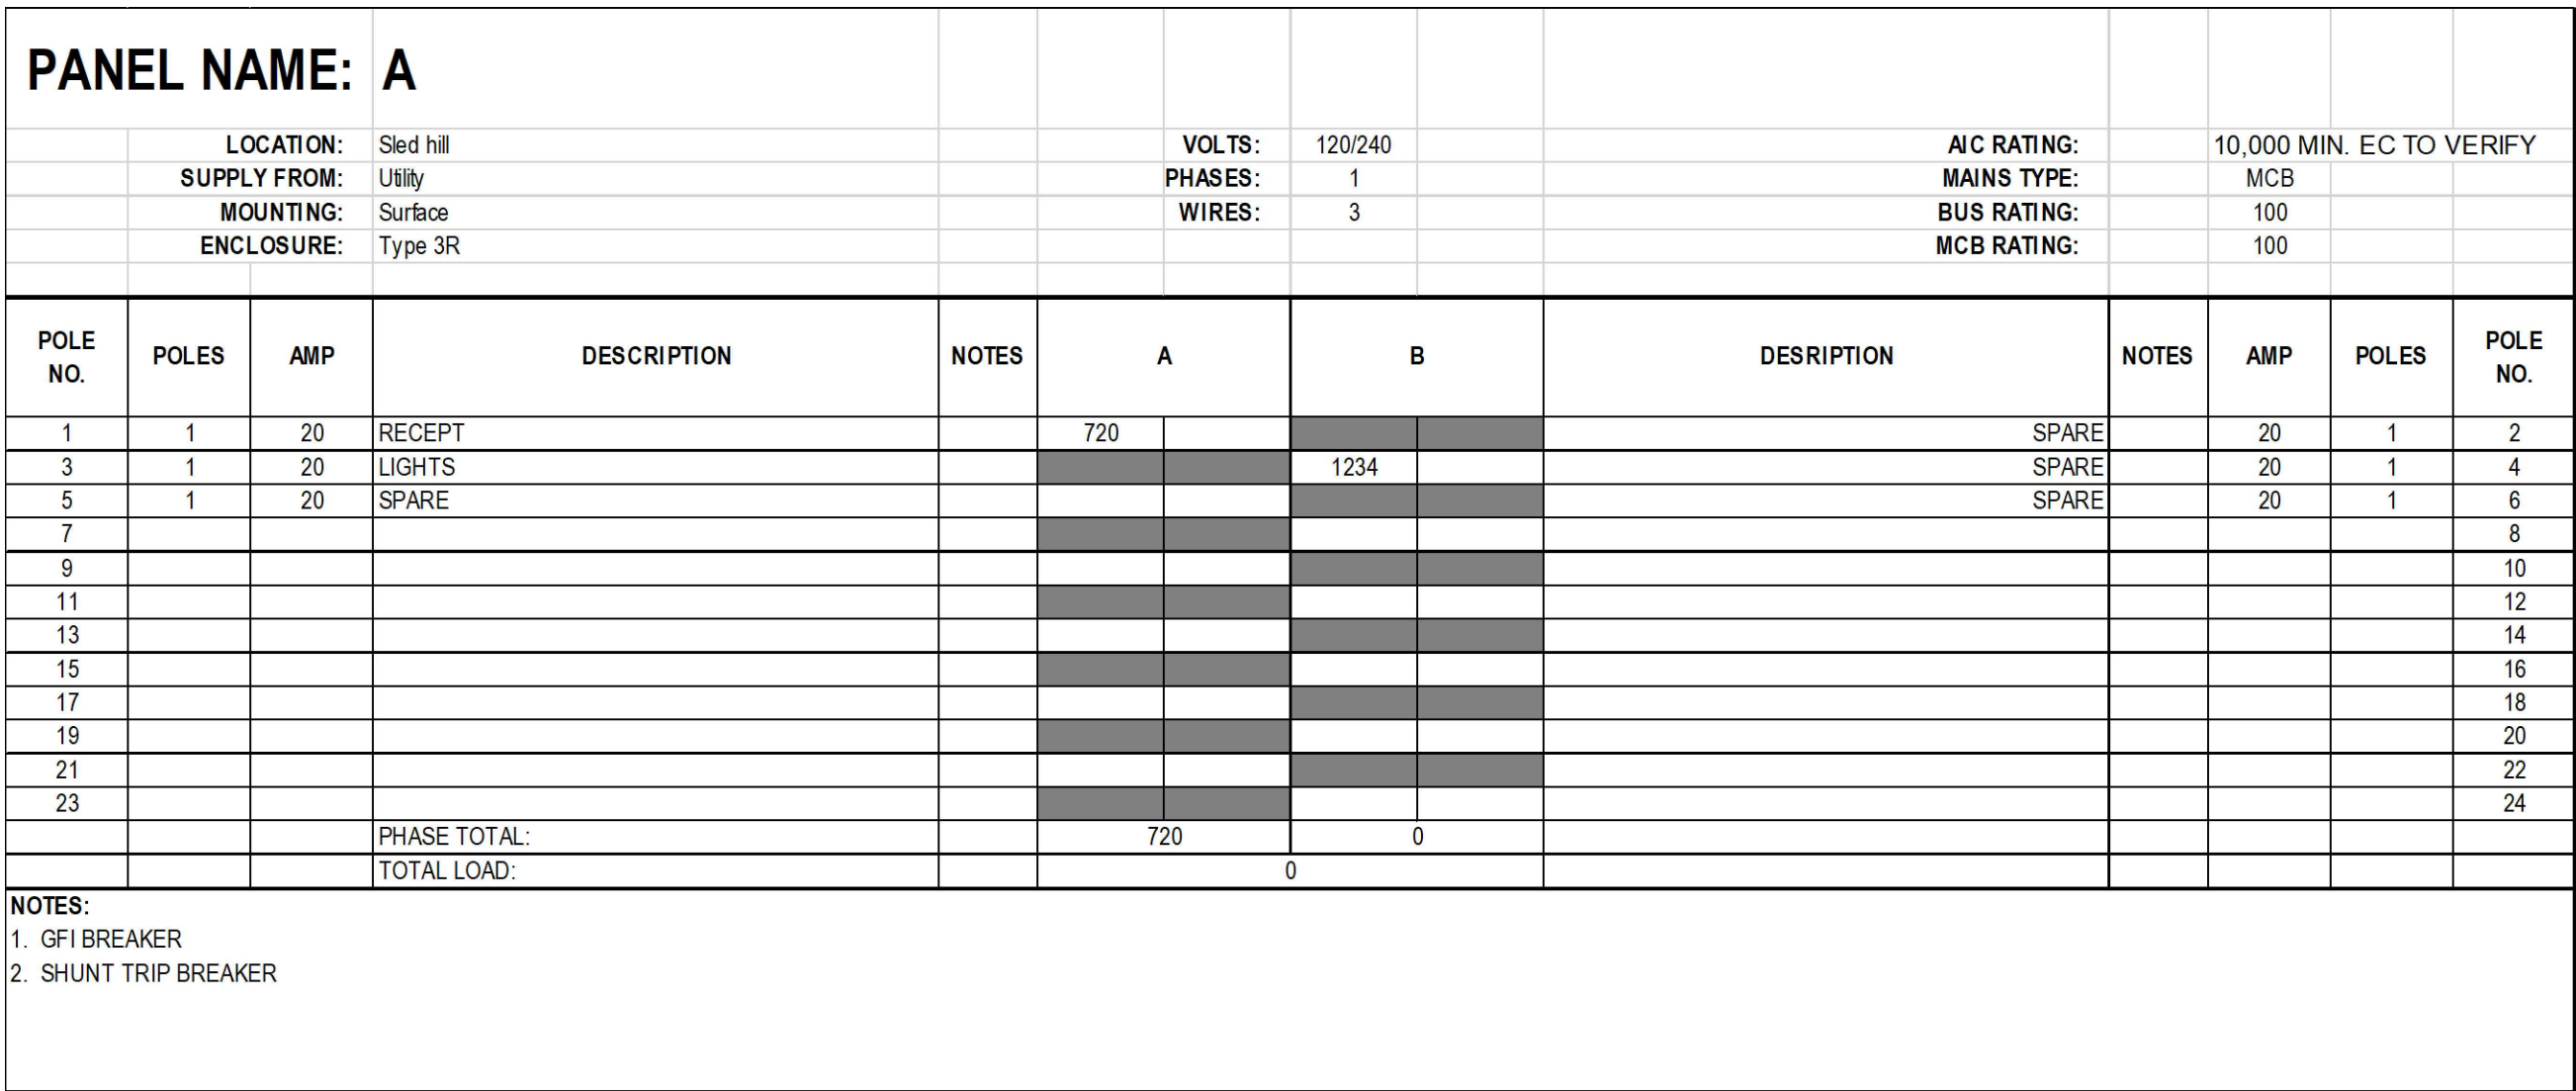 PANEL NAME: A
LOCATION: Sled hill VOLTS: 120/240 AIC RATING: 10,000 MIN. EC TO VERIFY
SUPPLY FROM: Utility PHASES: 1 MAINS TYPE: MCB
MOUNTING: Surface WIRES: 3 BUS RATING: 100
ENCLOSURE: Type 3R MCB RATING: 100
POLE NO. POLES AMP DESCRIPTION NOTES A B DESRIPTION NOTES AMP POLES POLE NO.
1 1 20 RECEPT 720 SPARE 20 1 2
3 1 20 LIGHTS 1234 SPARE 20 1 4
5 1 20 SPARE SPARE 20 1 6
7 8
9 10
11 12
13 14
15 16
17 18
19 20
21 22
23 24
PHASE TOTAL: 720 0
TOTAL LOAD: 0
NOTES:
1. GFI BREAKER
2. SHUNT TRIP BREAKER